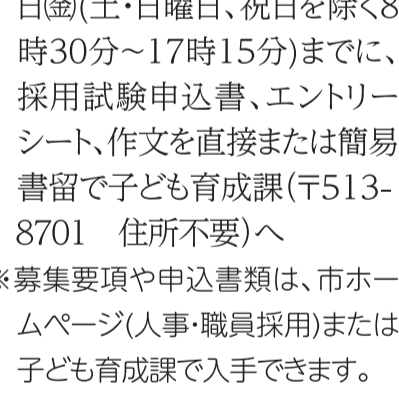 日㈮(土・日曜日、祝日を除く8
時30分〜17時15分)までに、
採用試験申込書、エントリー
シート、作文を直接または簡易
書留で子ども育成課(〒513-
8701　住所不要)へ
※募集要項や申込書類は、市ホー
ムページ(人事・職員採用)または
子ども育成課で入手できます。